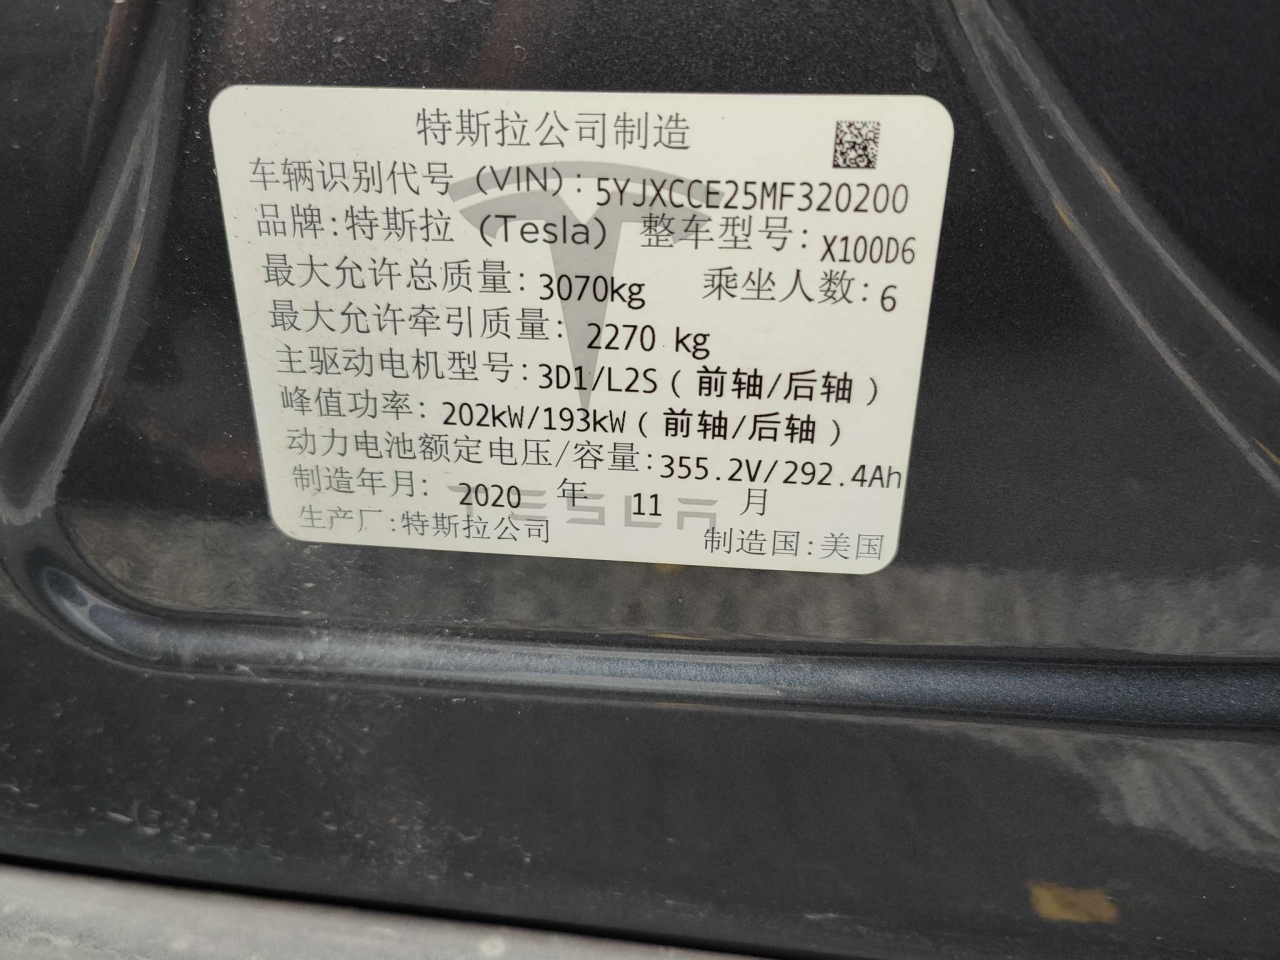 特斯拉公司制造
车辆识别代号（VIN）：5YJXCCE25MF320200
品牌：特斯拉（Tesla） 整车型号：X100D6
最大允许总质量：3070kg 乘坐人数：6
最大允许牵引质量：2270 kg
主驱动电机型号：3D1/L2S（前轴/后轴）
峰值功率：202kW/193kW（前轴/后轴）
动力电池额定电压/容量：355.2V/292.4Ah
制造年月：2020 年 11 月
TESLA
生产厂：特斯拉公司 制造国：美国